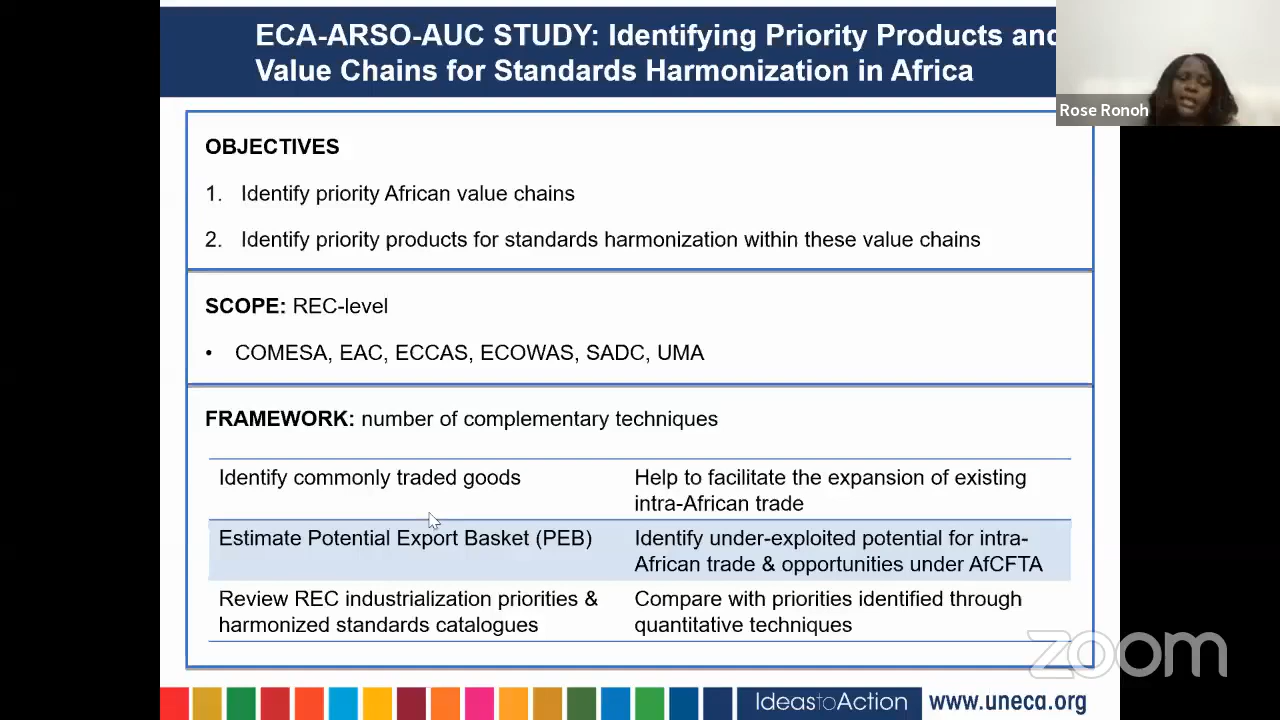 ECA-ARSO-AUC STUDY: Identifying Priority Products and
Value Chains for Standards Harmonization in Africa
Rose Ronoh
OBJECTIVES
1. Identify priority African value chains
2. Identify priority products for standards harmonization within these value chains
SCOPE: REC-level
• COMESA, EAC, ECCAS, ECOWAS, SADC, UMA
FRAMEWORK: number of complementary techniques
Identify commonly traded goods
Help to facilitate the expansion of existing
intra-African trade
Estimate Potential Export Basket (PEB)
Identify under-exploited potential for intra-
African trade & opportunities under AfCFTA
Review REC industrialization priorities &
harmonized standards catalogues
Compare with priorities identified through
quantitative techniques
zoom
IdeastoAction
www.uneca.org